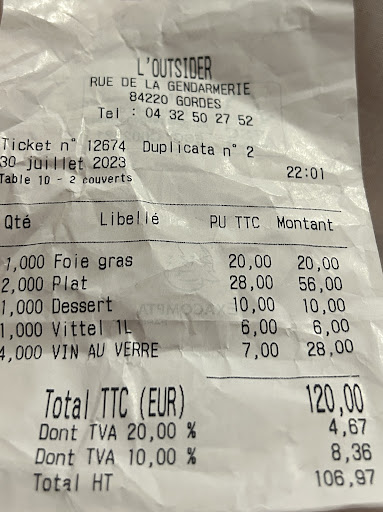 L'OUTSIDER
RUE DE LA GENDARMERIE
84220 GORDES
Tel : 04 32 50 27 52
Ticket n° 12674 Duplicata n° 2
30 juillet 2023 22:01
Table 10 - 2 couverts
Qté Libellé PU TTC Montant
1,000 Foie gras 20,00 20,00
2,000 Plat 28,00 56,00
1,000 Dessert 10,00 10,00
1,000 Vittel 1L 6,00 6,00
4,000 VIN AU VERRE 7,00 28,00
Total TTC (EUR) 120,00
Dont TVA 20,00 % 4,67
Dont TVA 10,00 % 8,36
Total HT 106,97